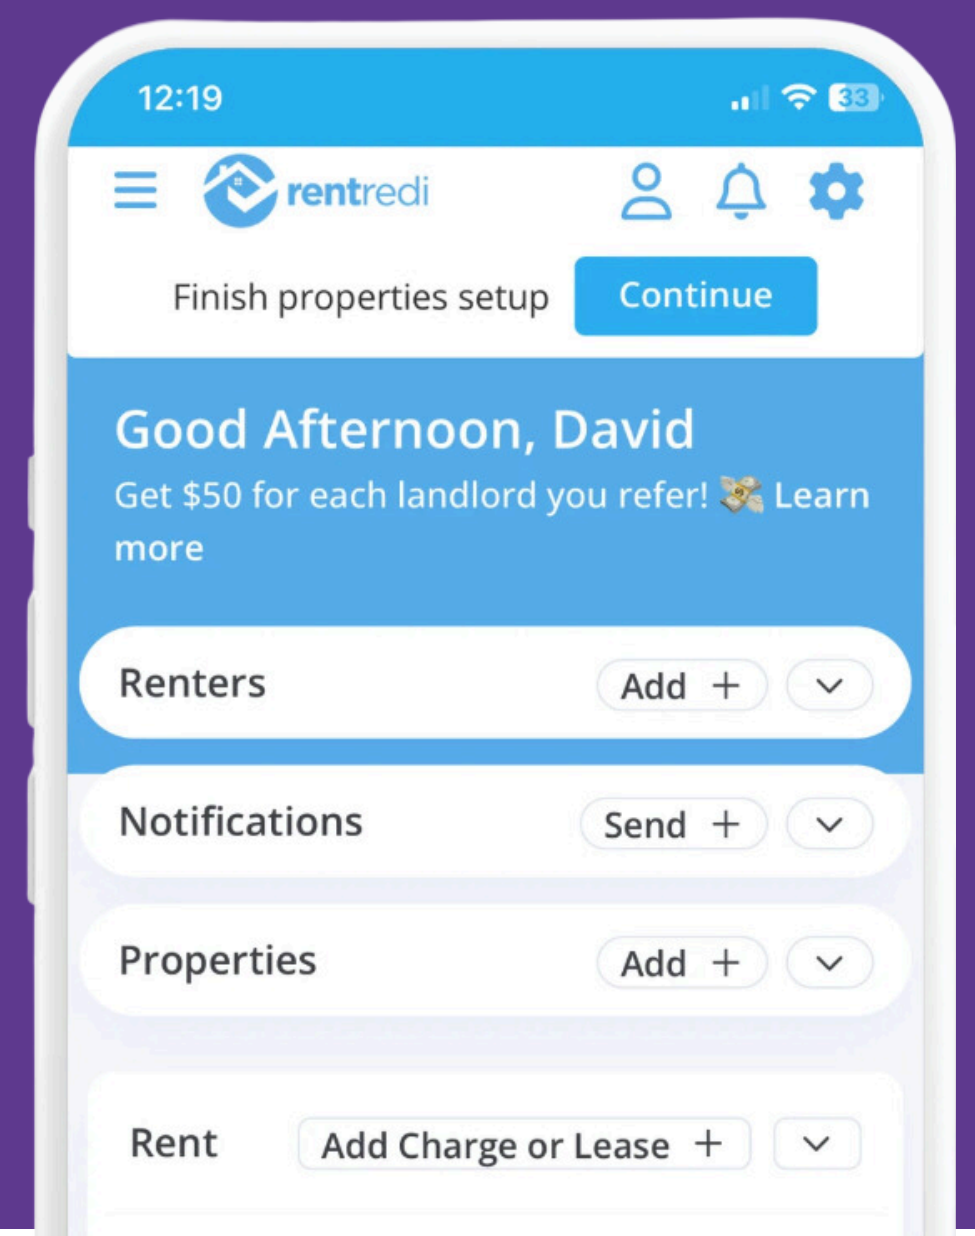 12:19 33
rentredi
Finish properties setup Continue
Good Afternoon, David
Get $50 for each landlord you refer! 💸 Learn
more
Renters Add +
Notifications Send +
Properties Add +
Rent Add Charge or Lease +